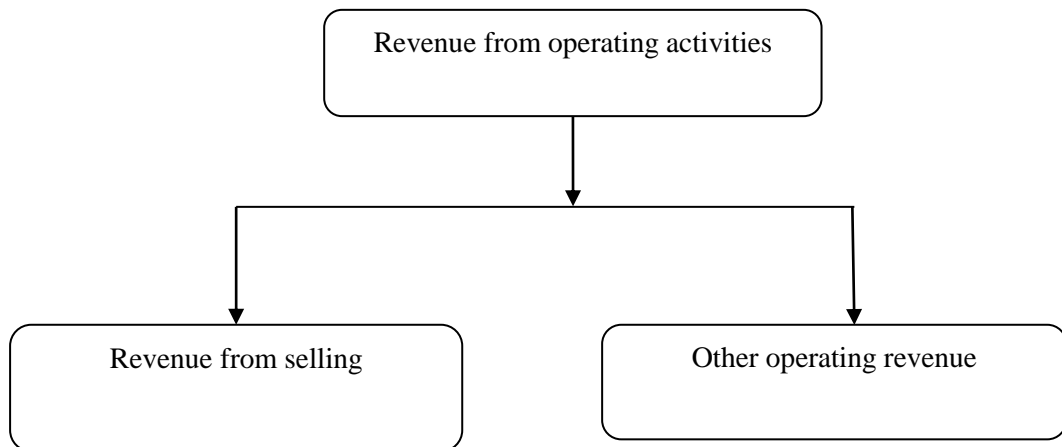 Revenue from operating activities
Revenue from selling
Other operating revenue